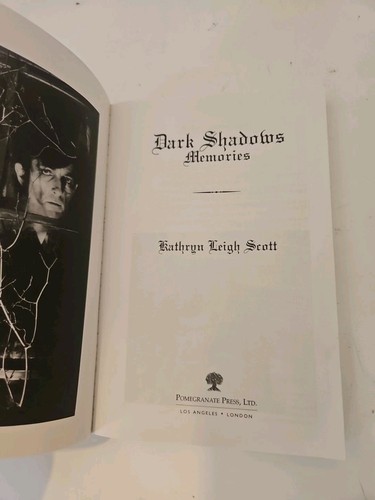 Dark Shadows
Memories
Kathryn Leigh Scott
POMEGRANATE PRESS, LTD.
LOS ANGELES • LONDON